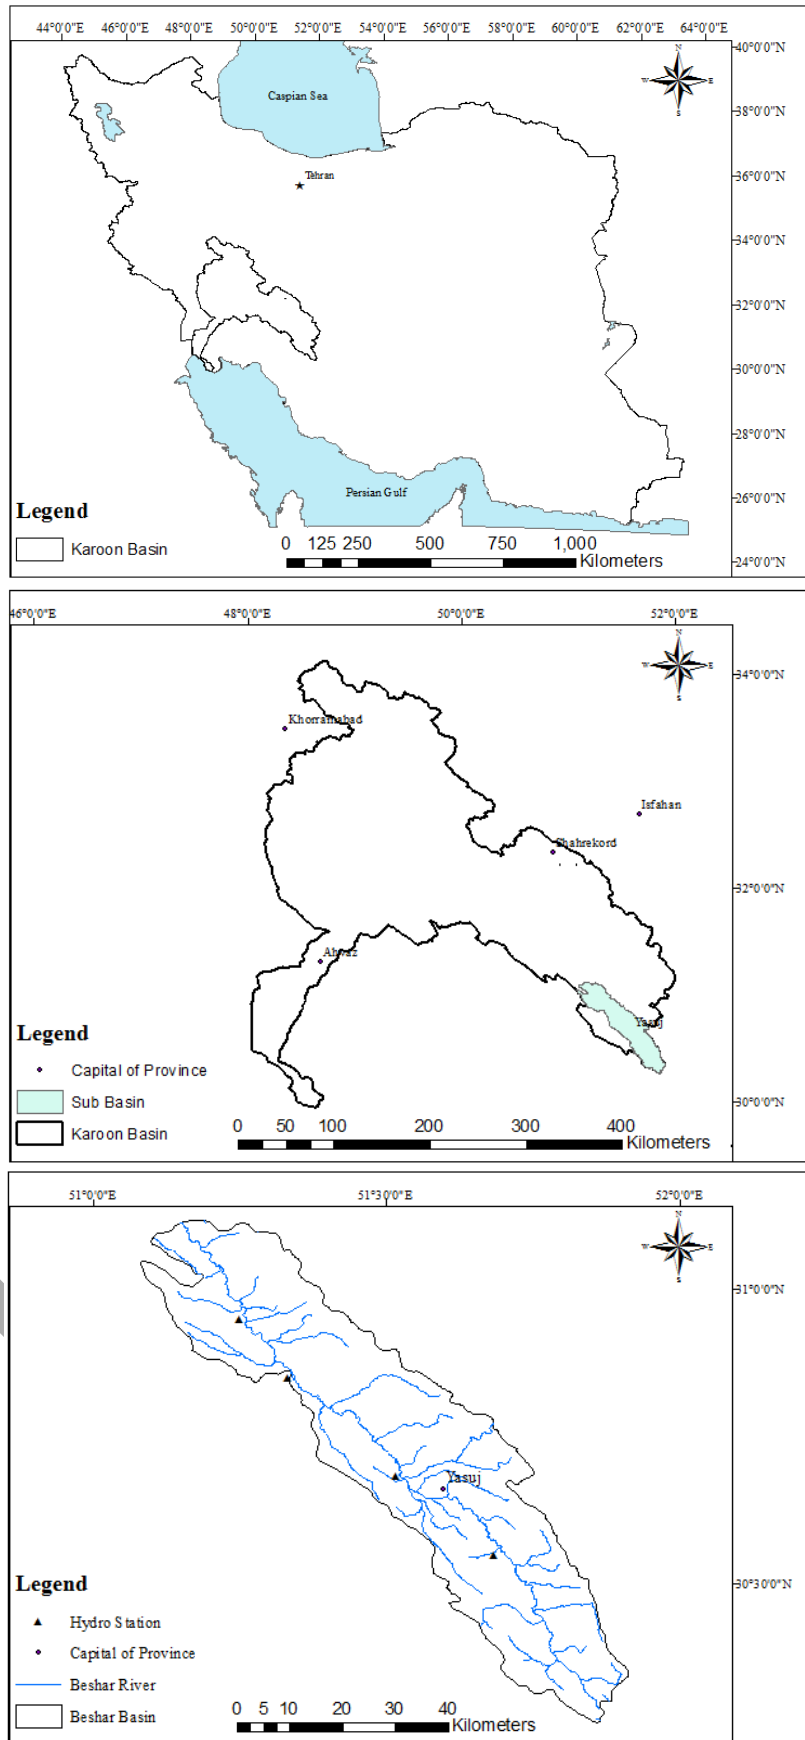 44°0'0"E 46°0'0"E 48°0'0"E 50°0'0"E 52°0'0"E 54°0'0"E 56°0'0"E 58°0'0"E 60°0'0"E 62°0'0"E 64°0'0"E
40°0'0"N
N
W E
S
Caspian Sea
38°0'0"N
Tehran
36°0'0"N
34°0'0"N
32°0'0"N
30°0'0"N
28°0'0"N
Persian Gulf
26°0'0"N
Legend
Karoon Basin
0 125 250 500 750 1,000
Kilometers
24°0'0"N
46°0'0"E 48°0'0"E 50°0'0"E 52°0'0"E
N
W E
S
34°0'0"N
Khorramabad
Isfahan
Shahrekord
32°0'0"N
Ahvaz
Yasuj
Legend
Capital of Province
Sub Basin
Karoon Basin
30°0'0"N
0 50 100 200 300 400
Kilometers
51°0'0"E 51°30'0"E 52°0'0"E
N
W E
S
31°0'0"N
Yasuj
30°30'0"N
Legend
Hydro Station
Capital of Province
Beshar River
Beshar Basin
0 5 10 20 30 40
Kilometers